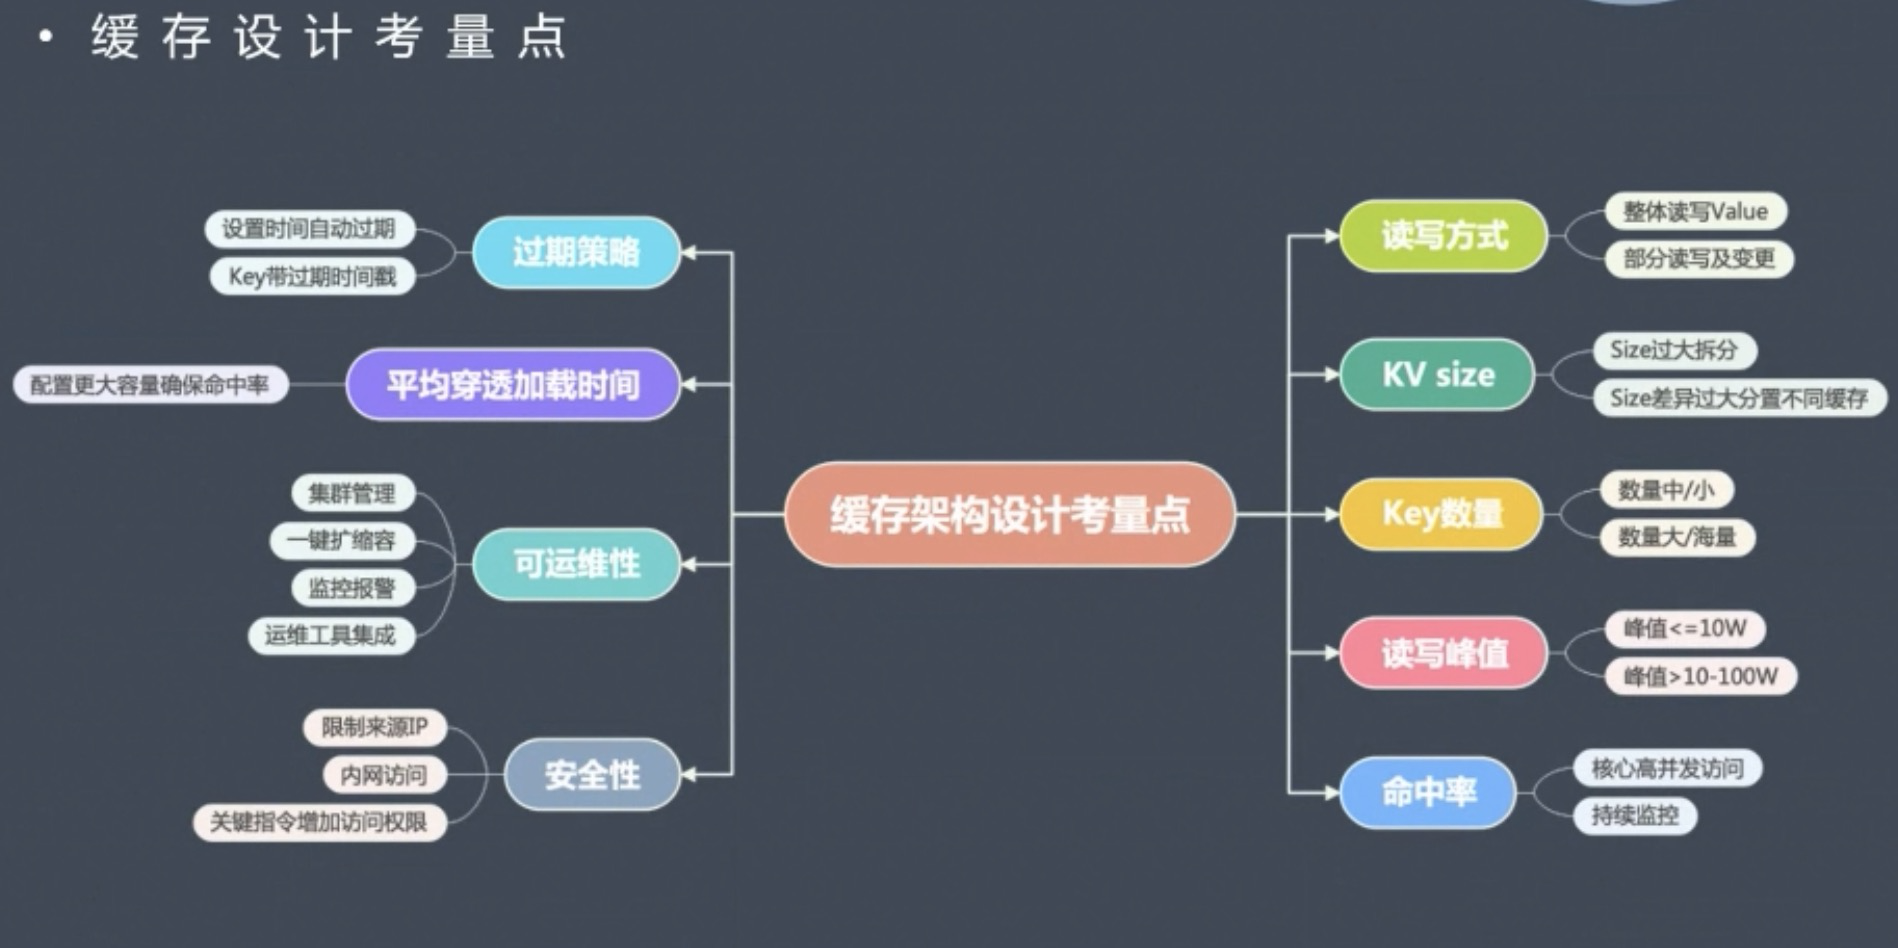 • 缓存设计考量点
设置时间自动过期
Key带过期时间戳
过期策略
配置更大容量确保命中率
平均穿透加载时间
集群管理
一键扩缩容
监控报警
运维工具集成
可运维性
限制来源IP
内网访问
关键指令增加访问权限
安全性
缓存架构设计考量点
读写方式
整体读写Value
部分读写及变更
KV size
Size过大拆分
Size差异过大分置不同缓存
Key数量
数量中/小
数量大/海量
读写峰值
峰值<=10W
峰值>10-100W
命中率
核心高并发访问
持续监控